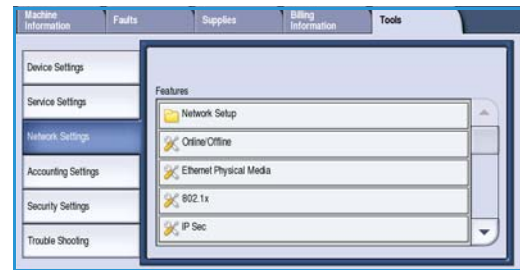 Machine
Information
Faults
Supplies
Billing
Information
Tools
Device Settings
Service Settings
Network Settings
Accounting Settings
Security Settings
Trouble Shooting
Features
Network Setup
Online/Offline
Ethernet Physical Media
802.1x
IP Sec